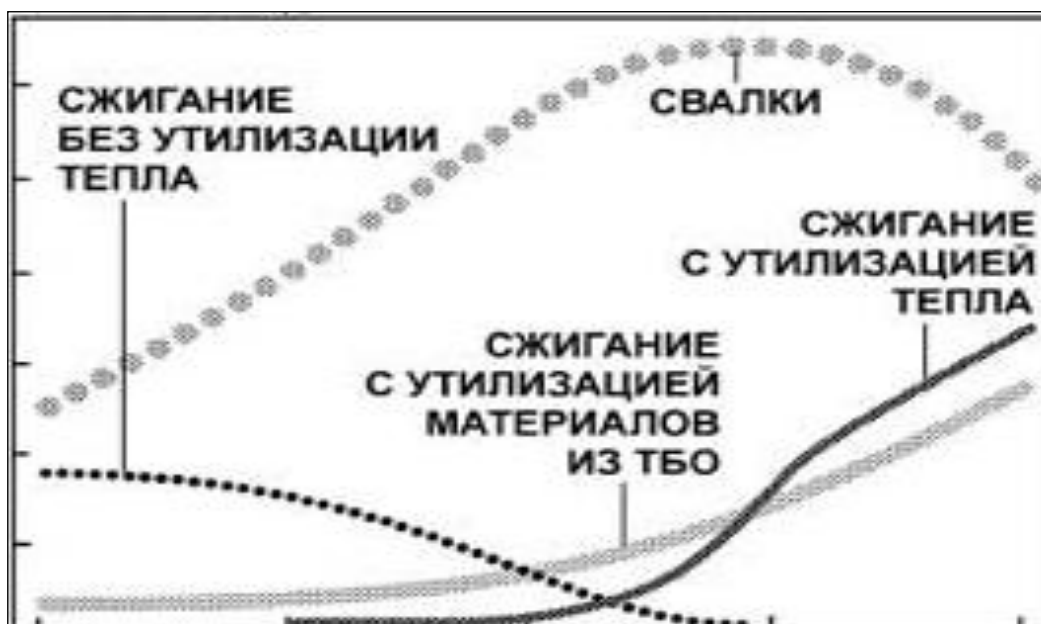 СЖИГАНИЕ
БЕЗ УТИЛИЗАЦИИ
ТЕПЛА
СВАЛКИ
СЖИГАНИЕ
С УТИЛИЗАЦИЕЙ
ТЕПЛА
СЖИГАНИЕ
С УТИЛИЗАЦИЕЙ
МАТЕРИАЛОВ
ИЗ ТБО